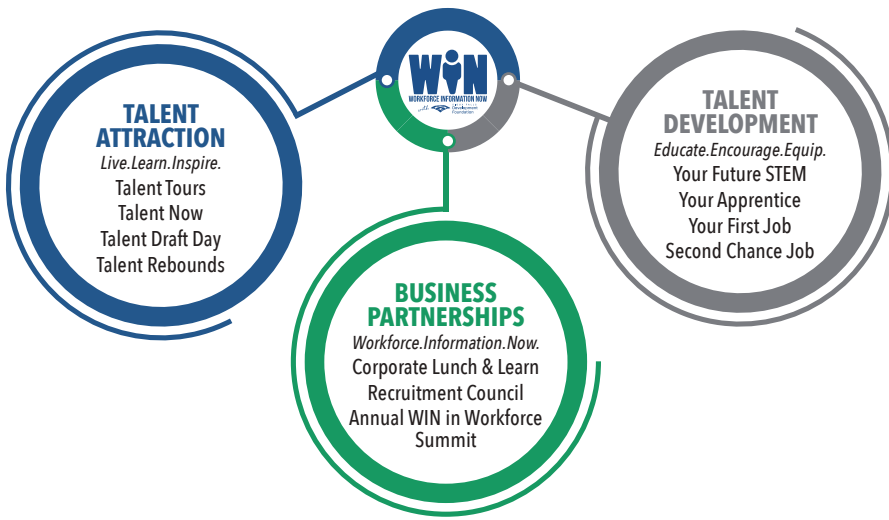 WIN
WORKFORCE INFORMATION NOW
with
Development
Foundation
TALENT
ATTRACTION
Live.Learn.Inspire.
Talent Tours
Talent Now
Talent Draft Day
Talent Rebounds
BUSINESS
PARTNERSHIPS
Workforce.Information.Now.
Corporate Lunch & Learn
Recruitment Council
Annual WIN in Workforce
Summit
TALENT
DEVELOPMENT
Educate.Encourage.Equip.
Your Future STEM
Your Apprentice
Your First Job
Second Chance Job